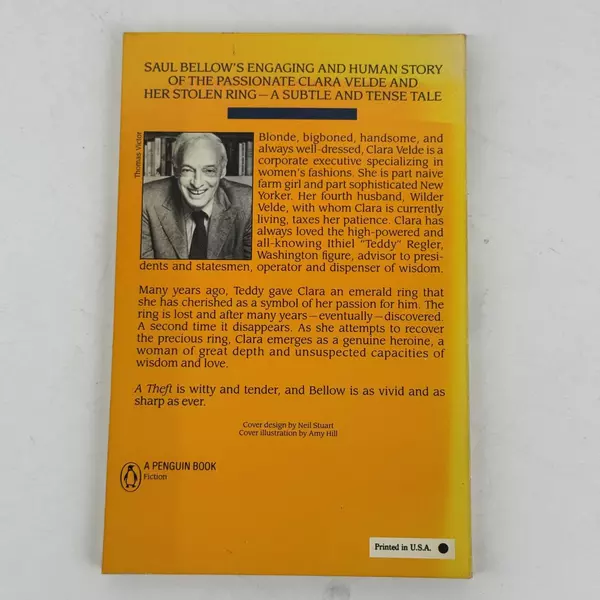 SAUL BELLOW'S ENGAGING AND HUMAN STORY
OF THE PASSIONATE CLARA VELDE AND
HER STOLEN RING—A SUBTLE AND TENSE TALE
Thomas Victor
Blonde, bigboned, handsome, and
always well-dressed, Clara Velde is a
corporate executive specializing in
women's fashions. She is part naive
farm girl and part sophisticated New
Yorker. Her fourth husband, Wilder
Velde, with whom Clara is currently
living, taxes her patience. Clara has
always loved the high-powered and
all-knowing Ithiel "Teddy" Regler,
Washington figure, advisor to presi-
dents and statesmen, operator and dispenser of wisdom.
Many years ago, Teddy gave Clara an emerald ring that
she has cherished as a symbol of her passion for him. The
ring is lost and after many years—eventually—discovered.
A second time it disappears. As she attempts to recover
the precious ring, Clara emerges as a genuine heroine, a
woman of great depth and unsuspected capacities of
wisdom and love.
A Theft is witty and tender, and Bellow is as vivid and as
sharp as ever.
Cover design by Neil Stuart
Cover illustration by Amy Hill
A PENGUIN BOOK
Fiction
Printed in U.S.A.